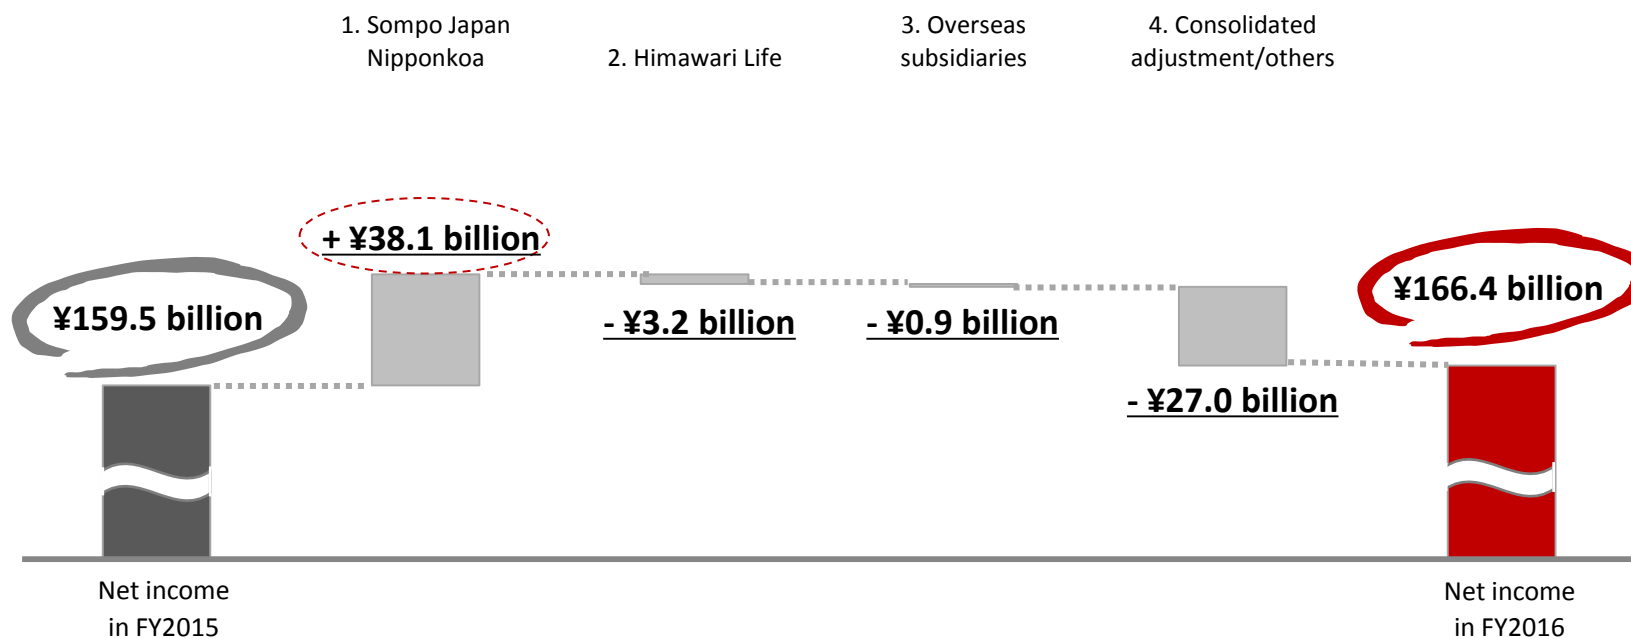 1. Sompo Japan
Nipponkoa
2. Himawari Life
3. Overseas
subsidiaries
4. Consolidated
adjustment/others
+ ¥38.1 billion
¥159.5 billion
- ¥3.2 billion
- ¥0.9 billion
- ¥27.0 billion
¥166.4 billion
Net income
in FY2015
Net income
in FY2016